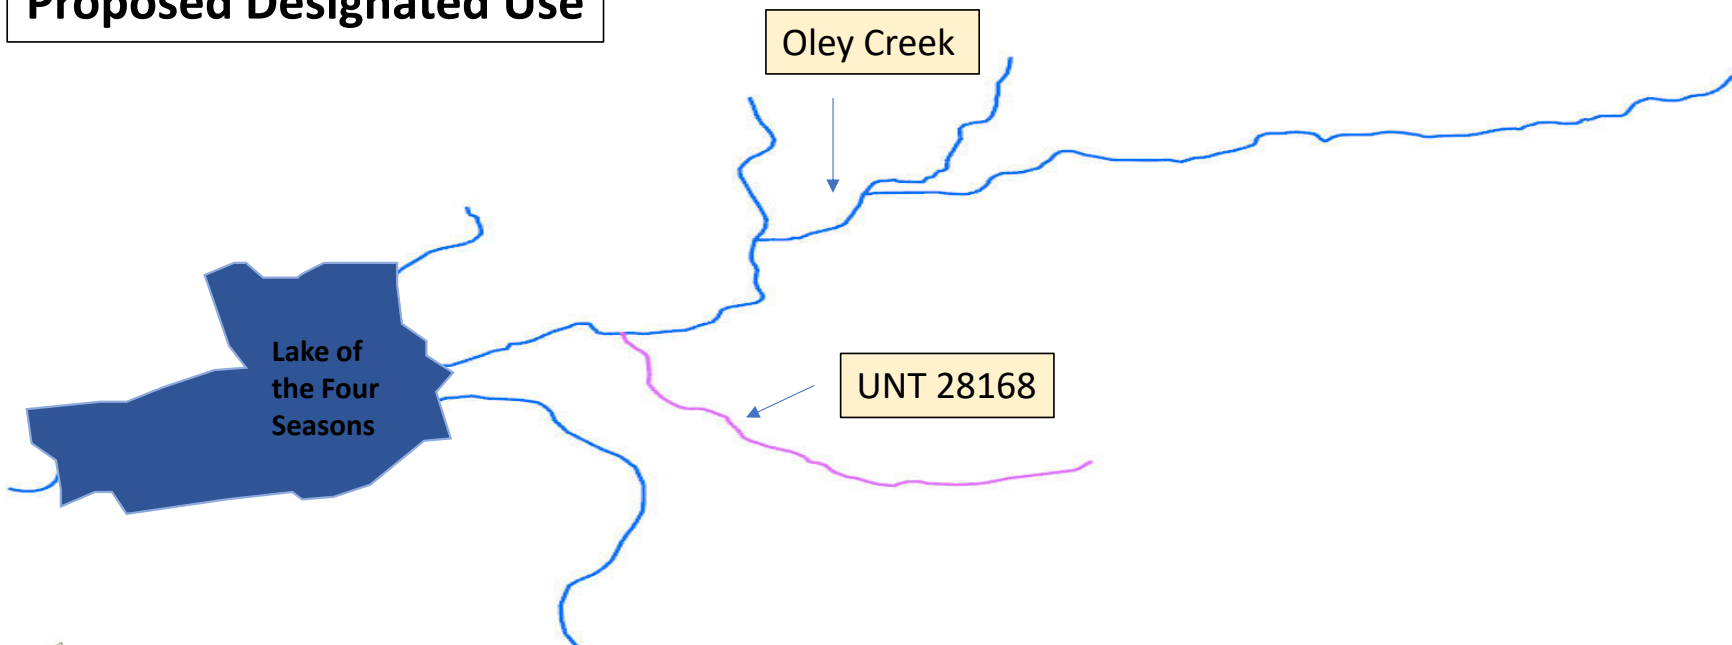 Proposed Designated Use
Oley Creek
Lake of
the Four
Seasons
UNT 28168